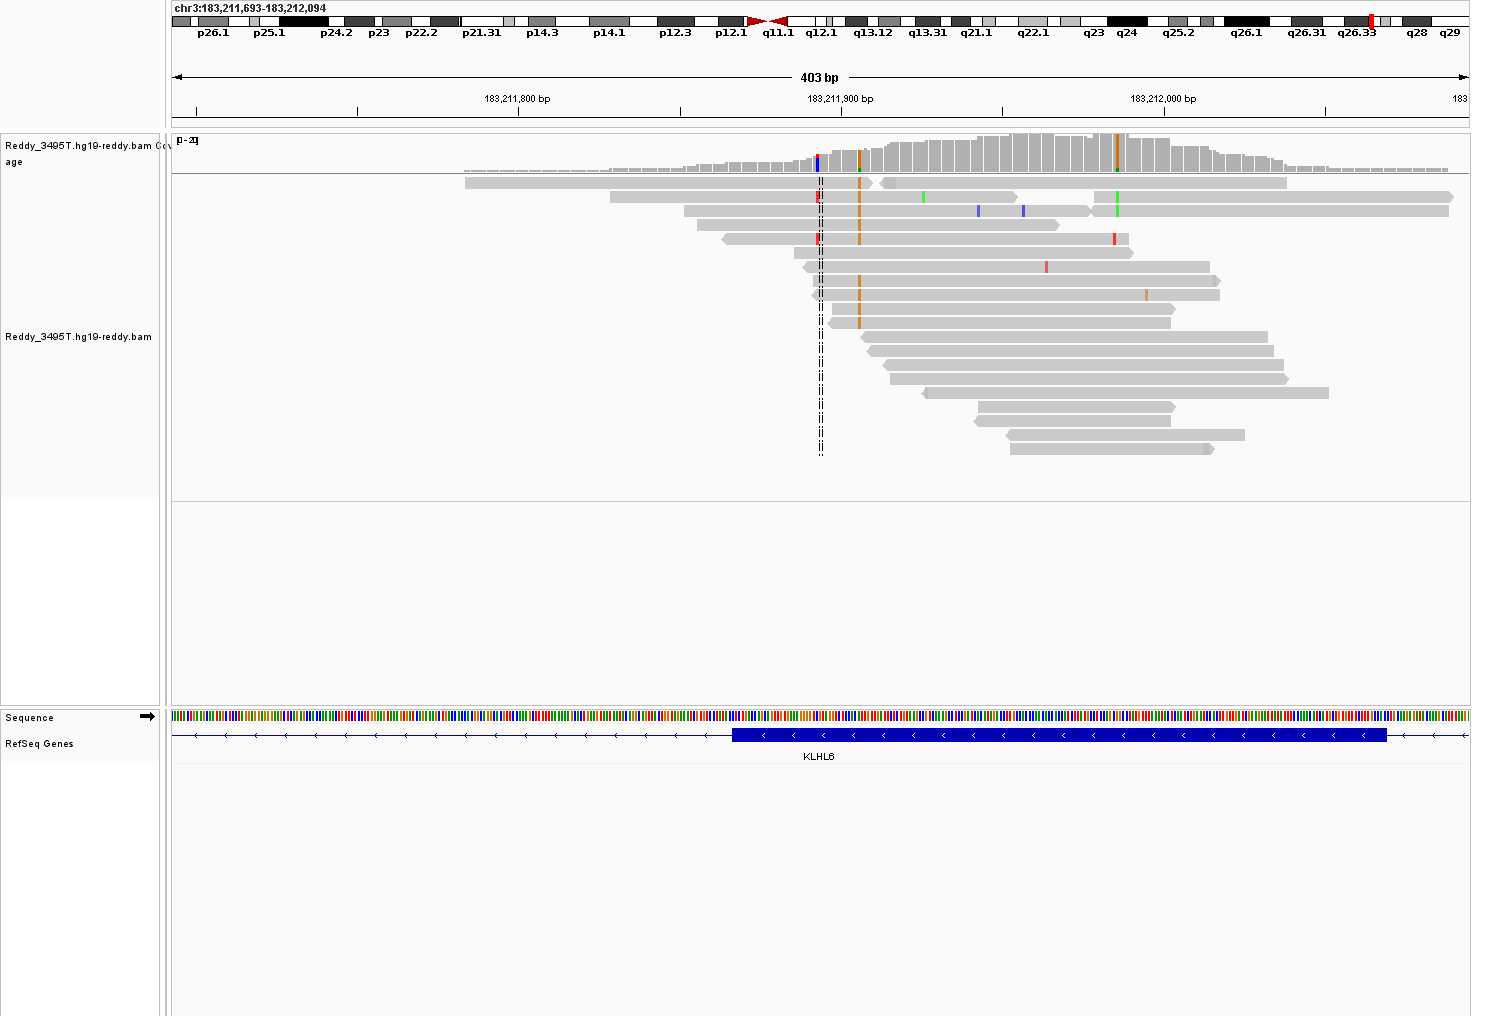 chr3:183,211,693-183,212,094
p26.1 p25.1 p24.2 p23 p22.2 p21.31 p14.3 p14.1 p12.3 p12.1 q11.1 q12.1 q13.12 q13.31 q21.1 q22.1 q23 q24 q25.2 q26.1 q26.31 q26.33 q28 q29
403 bp
183,211,800 bp 183,211,900 bp 183,212,000 bp 183
[0 - 20]
Reddy_3495T.hg19-reddy.bam Cov
age
Reddy_3495T.hg19-reddy.bam
Sequence
RefSeq Genes
KLHL6